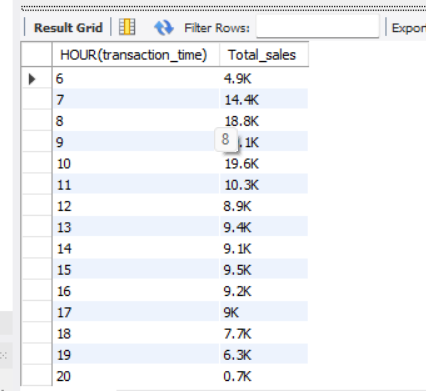 Result Grid Filter Rows: Expor
HOUR(transaction_time) Total_sales
6 4.9K
7 14.4K
8 18.8K
9 8 .1K
10 19.6K
11 10.3K
12 8.9K
13 9.4K
14 9.1K
15 9.5K
16 9.2K
17 9K
18 7.7K
19 6.3K
20 0.7K